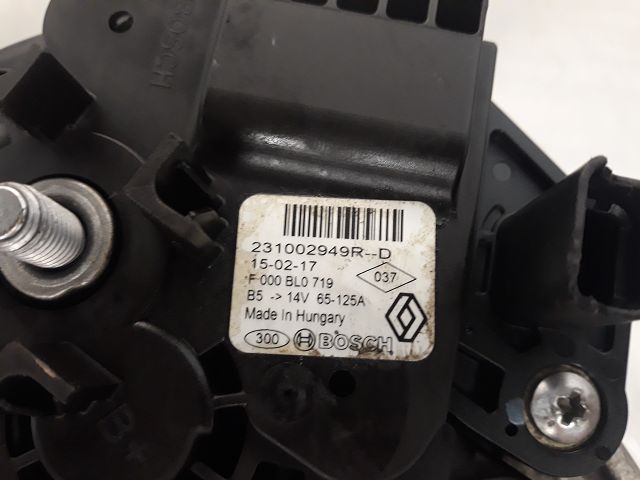 BOSCH
231002949R--D
15-02-17
037
F 000 BL0 719
B5 -> 14V 65-125A
Made In Hungary
300 BOSCH
B+